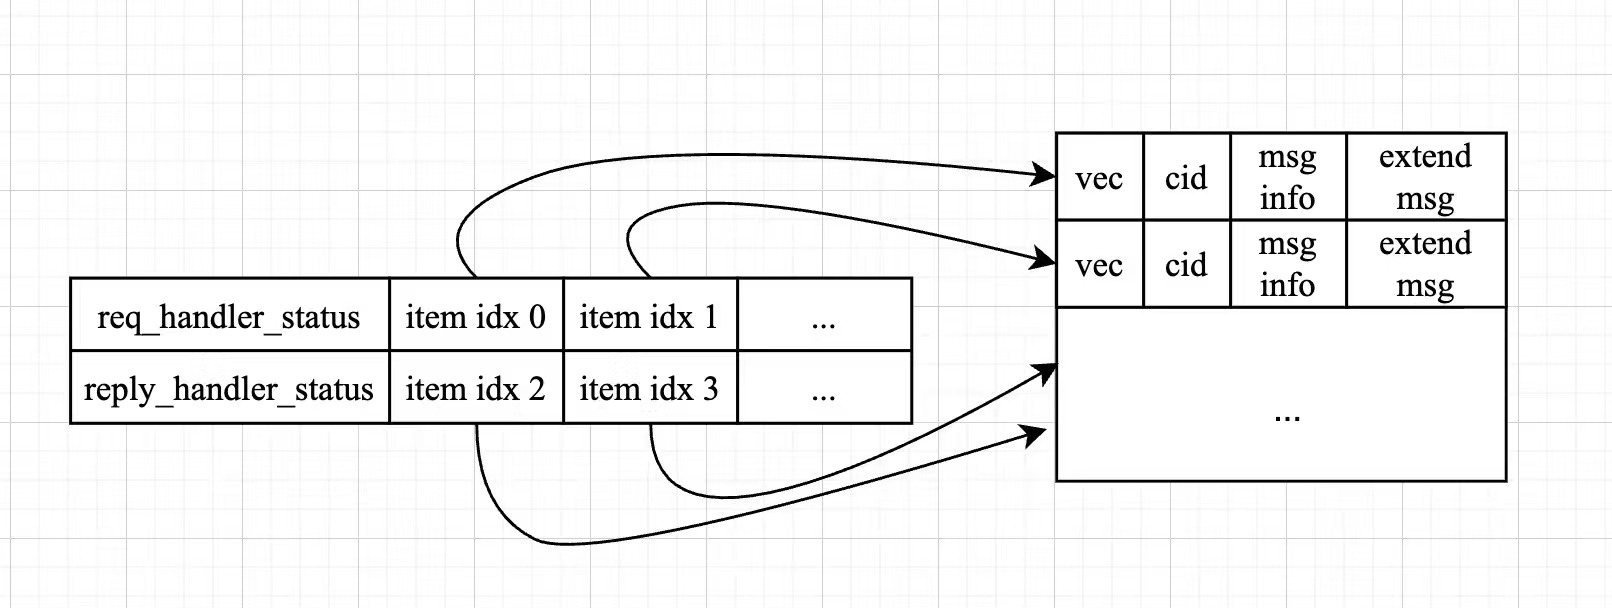 req_handler_status item idx 0 item idx 1 ...
reply_handler_status item idx 2 item idx 3 ...
vec cid msg info extend msg
vec cid msg info extend msg
...